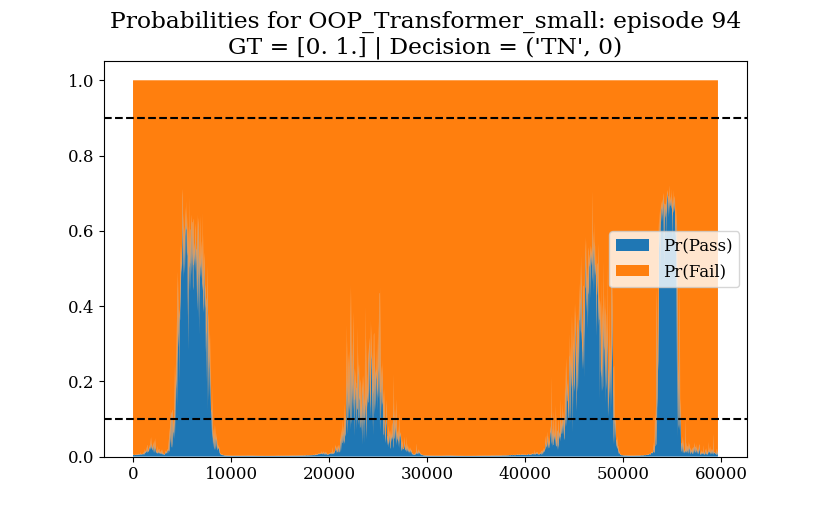 Probabilities for OOP_Transformer_small: episode 94
GT = [0. 1.] | Decision = ('TN', 0)
1.0
0.8
0.6
0.4
0.2
0.0
Pr(Pass)
Pr(Fail)
0 10000 20000 30000 40000 50000 60000